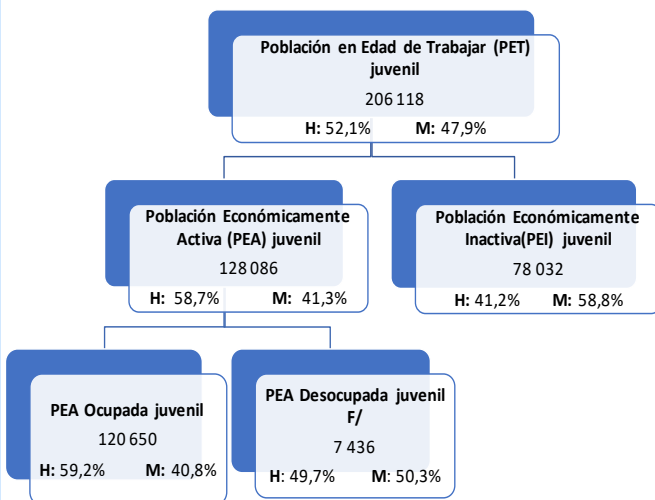 Población en Edad de Trabajar (PET)
juvenil
206 118
H: 52,1% M: 47,9%
Población Económicamente
Activa (PEA) juvenil
128 086
H: 58,7% M: 41,3%
Población Económicamente
Inactiva(PEI) juvenil
78 032
H: 41,2% M: 58,8%
PEA Ocupada juvenil
120 650
H: 59,2% M: 40,8%
PEA Desocupada juvenil
F/
7 436
H: 49,7% M: 50,3%